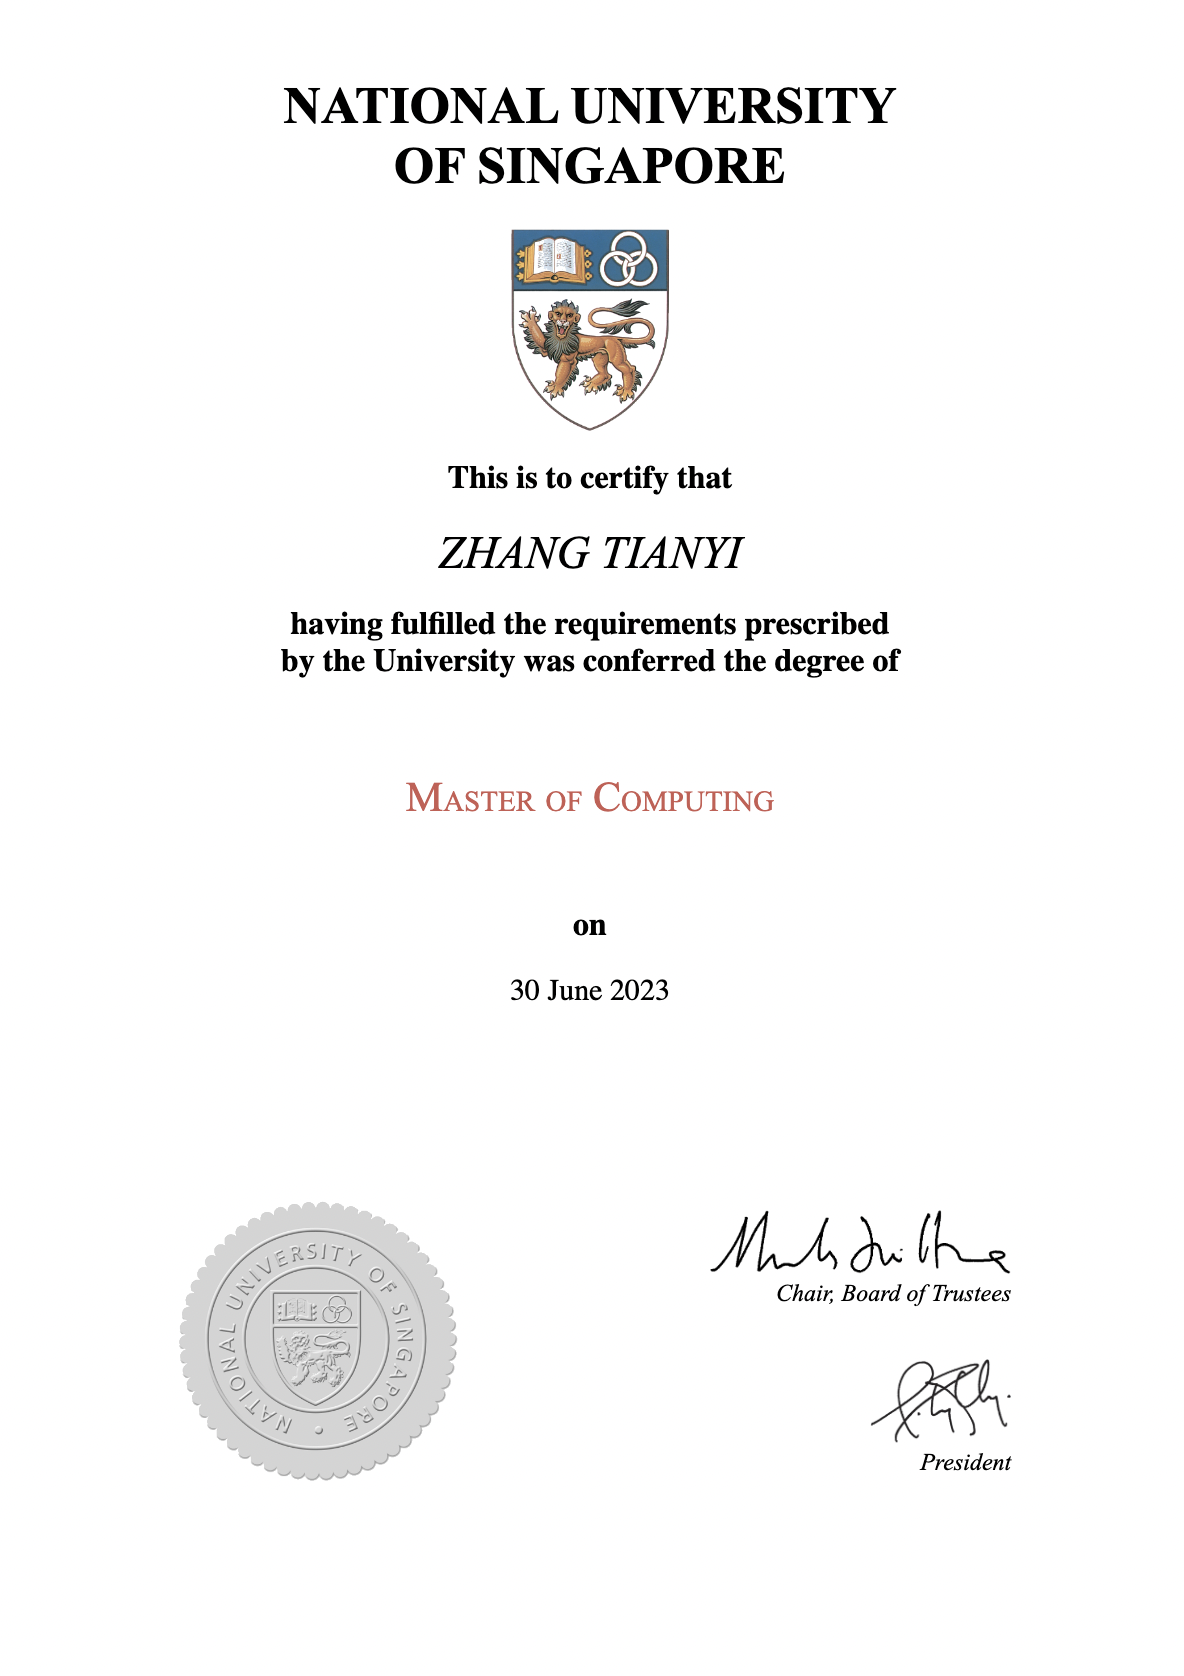 NATIONAL UNIVERSITY
OF SINGAPORE
This is to certify that
ZHANG TIANYI
having fulfilled the requirements prescribed
by the University was conferred the degree of
MASTER OF COMPUTING
on
30 June 2023
NATIONAL UNIVERSITY OF SINGAPORE
Chair, Board of Trustees
President